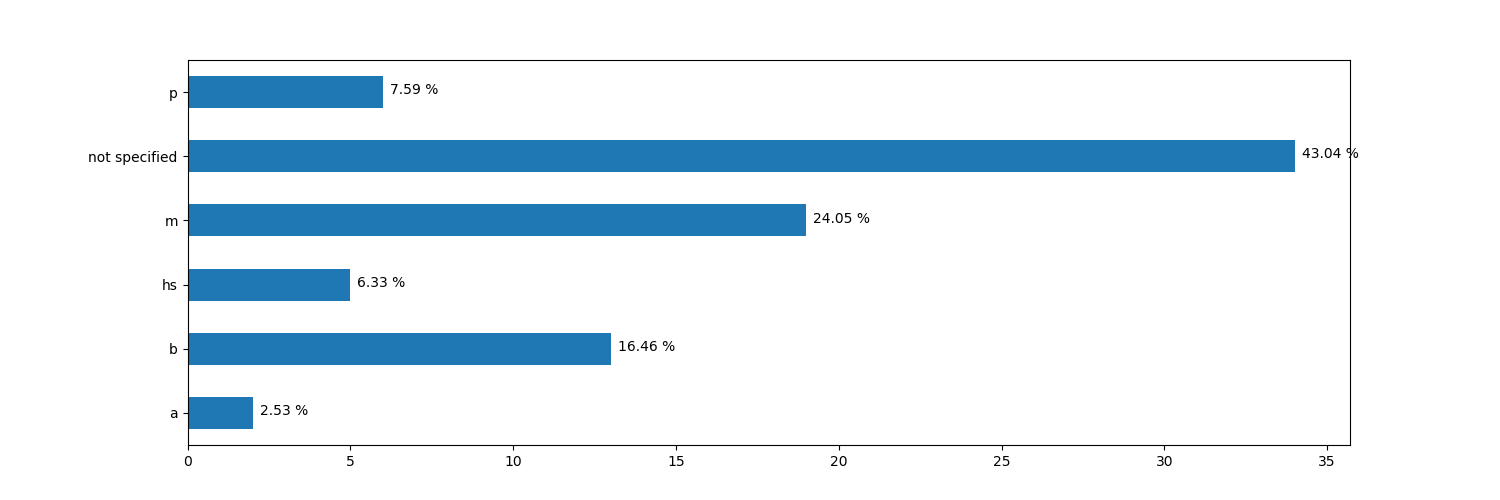 p 7.59 %
not specified 43.04 %
m 24.05 %
hs 6.33 %
b 16.46 %
a 2.53 %
0 5 10 15 20 25 30 35